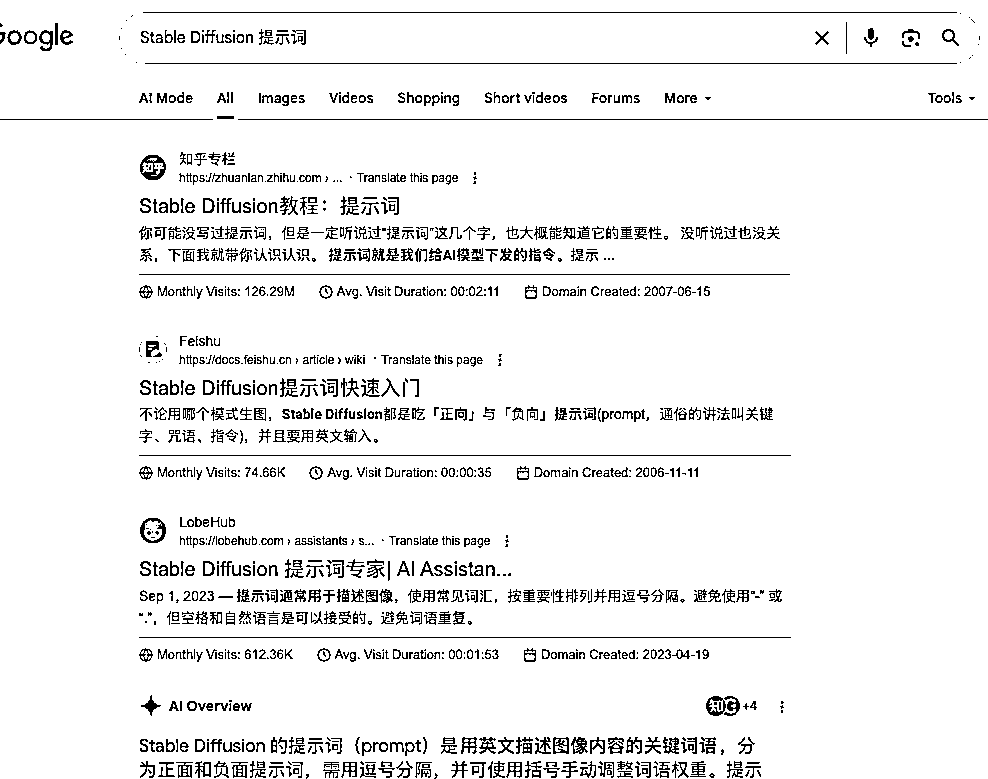 Google
Stable Diffusion 提示词
AI Mode All Images Videos Shopping Short videos Forums More Tools
知乎专栏
https://zhuanlan.zhihu.com › ... · Translate this page
Stable Diffusion教程：提示词
你可能没写过提示词，但是一定听说过“提示词”这几个字，也大概能知道它的重要性。 没听说过也没关
系，下面我就带你认识认识。 提示词就是我们给AI模型下发的指令。提示 ...
Monthly Visits: 126.29M Avg. Visit Duration: 00:02:11 Domain Created: 2007-06-15
Feishu
https://docs.feishu.cn › article › wiki · Translate this page
Stable Diffusion提示词快速入门
不论用哪个模式生图，Stable Diffusion都是吃「正向」与「负向」提示词(prompt，通俗的讲法叫关键
字、咒语、指令)，并且要用英文输入。
Monthly Visits: 74.66K Avg. Visit Duration: 00:00:35 Domain Created: 2006-11-11
LobeHub
https://lobehub.com › assistants › s... · Translate this page
Stable Diffusion 提示词专家| AI Assistan...
Sep 1, 2023 — 提示词通常用于描述图像，使用常见词汇，按重要性排列并用逗号分隔。避免使用“-” 或
“.”，但空格和自然语言是可以接受的。避免词语重复。
Monthly Visits: 612.36K Avg. Visit Duration: 00:01:53 Domain Created: 2023-04-19
AI Overview 知 G +4
Stable Diffusion 的提示词（prompt）是用英文描述图像内容的关键词语，分
为正面和负面提示词，需用逗号分隔，并可使用括号手动调整词语权重。提示